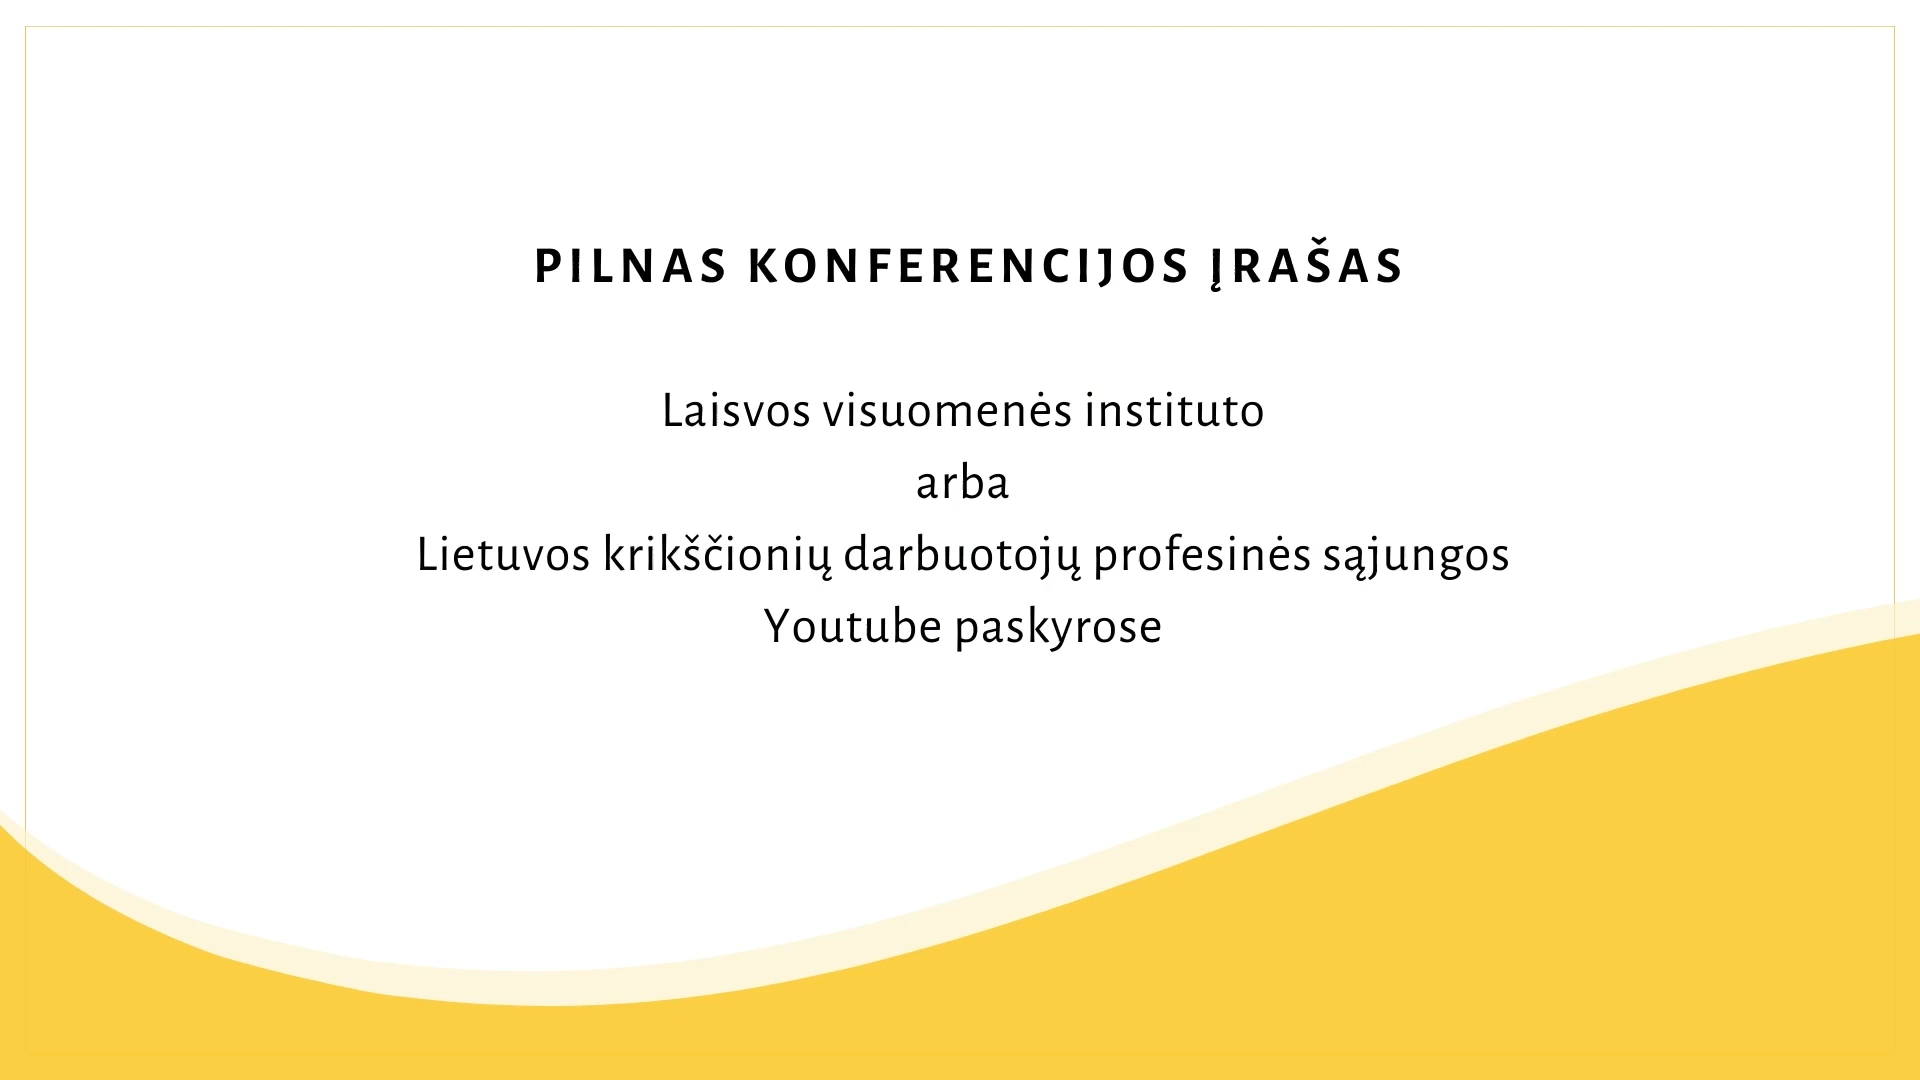 PILNAS KONFERENCIJOS ĮRAŠAS
Laisvos visuomenės instituto
arba
Lietuvos krikščionių darbuotojų profesinės sąjungos
Youtube paskyrose